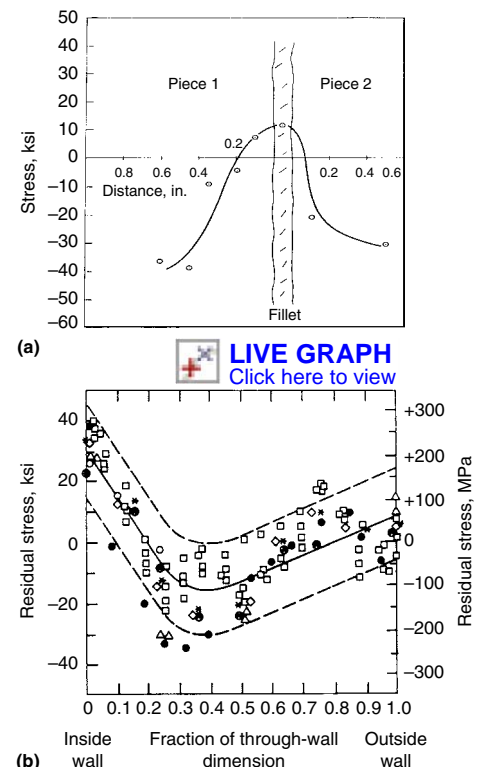 50
40
30
20
10
0
−10
−20
−30
−40
−50
−60
Stress, ksi
Piece 1
Piece 2
0.8 0.6 0.4 0.2 0.2 0.4 0.6
Distance, in.
Fillet
(a)
LIVE GRAPH
Click here to view
40
20
0
−20
−40
Residual stress, ksi
+300
+200
+100
0
−100
−200
−300
Residual stress, MPa
0 0.1 0.2 0.3 0.4 0.5 0.6 0.7 0.8 0.9 1.0
Inside wall
Fraction of through-wall dimension
Outside wall
(b)